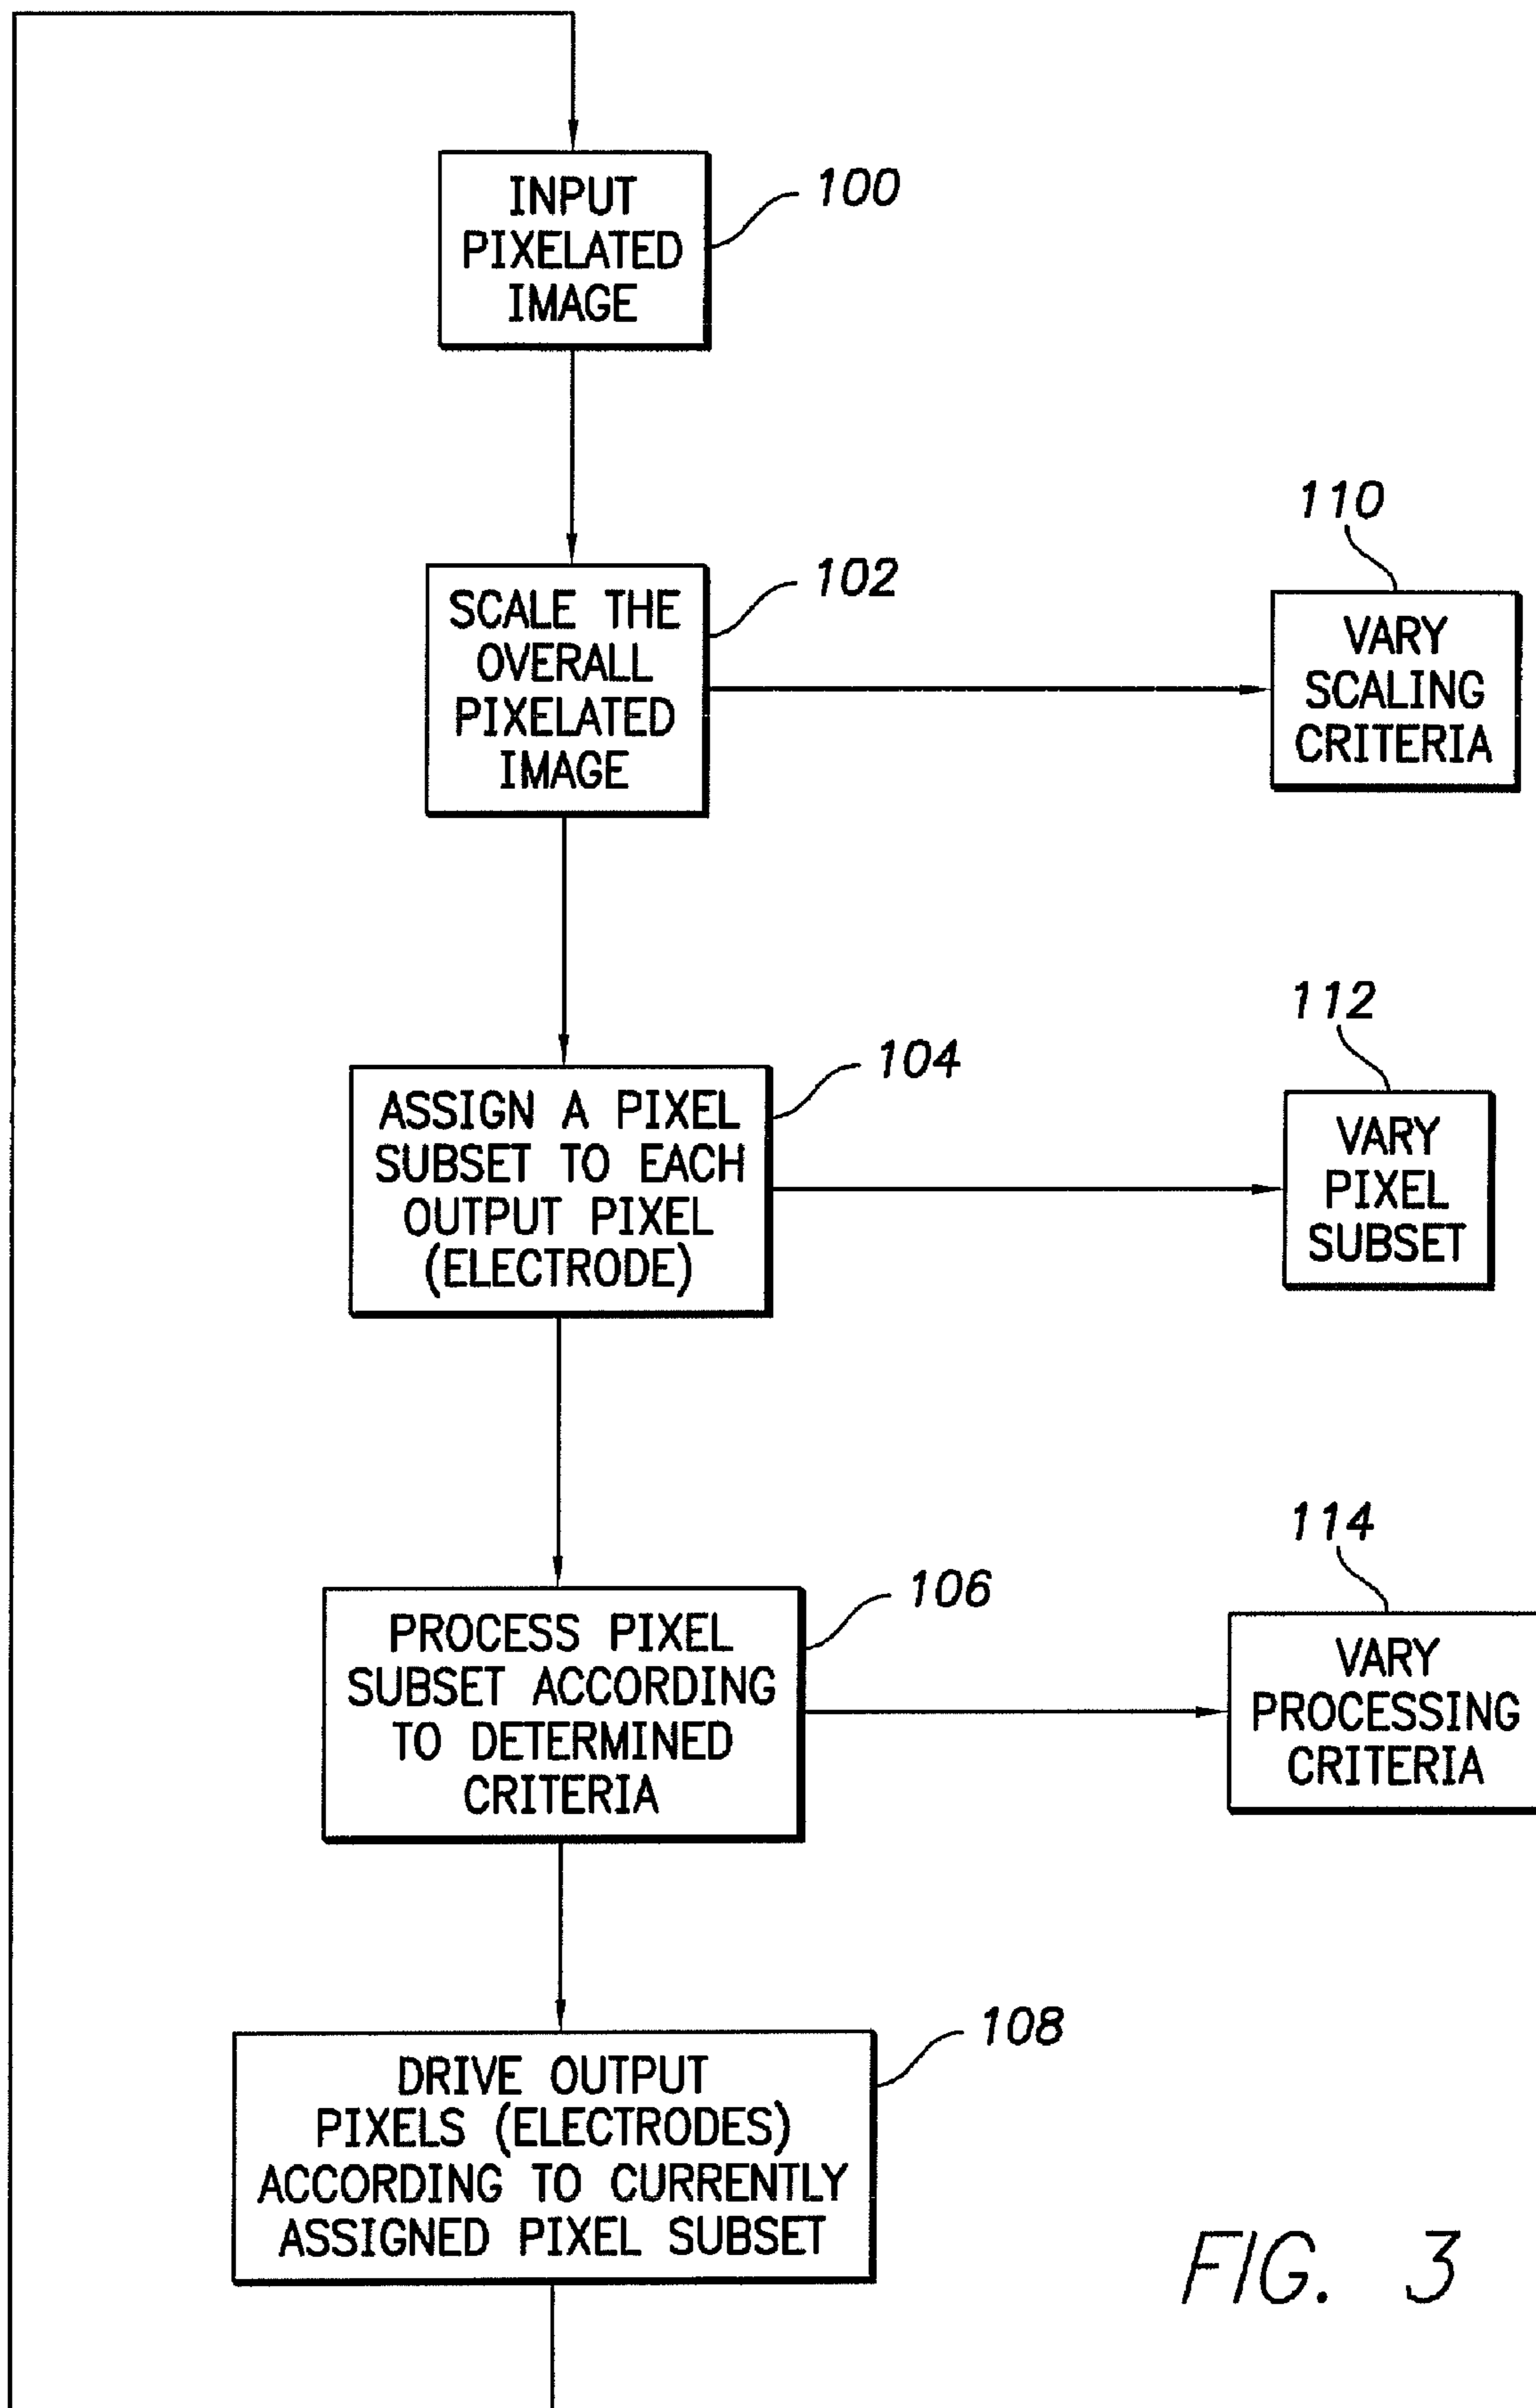 INPUT
PIXELATED
IMAGE
100
SCALE THE
OVERALL
PIXELATED
IMAGE
102
110
VARY
SCALING
CRITERIA
ASSIGN A PIXEL
SUBSET TO EACH
OUTPUT PIXEL
(ELECTRODE)
104
112
VARY
PIXEL
SUBSET
PROCESS PIXEL
SUBSET ACCORDING
TO DETERMINED
CRITERIA
106
114
VARY
PROCESSING
CRITERIA
DRIVE OUTPUT
PIXELS (ELECTRODES)
ACCORDING TO CURRENTLY
ASSIGNED PIXEL SUBSET
108
FIG. 3